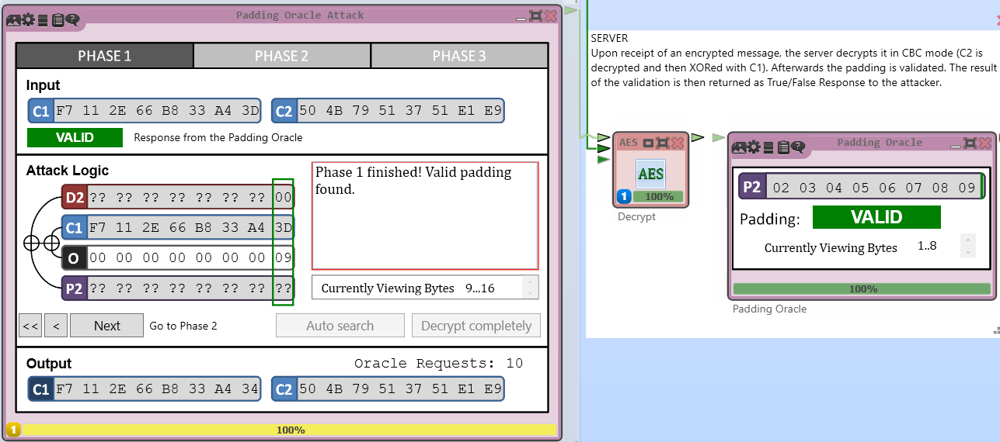 Padding Oracle Attack
PHASE 1 PHASE 2 PHASE 3
Input
C1 F7 11 2E 66 B8 33 A4 3D C2 50 4B 79 51 37 51 E1 E9
VALID Response from the Padding Oracle
Attack Logic
D2 ?? ?? ?? ?? ?? ?? ?? 00
C1 F7 11 2E 66 B8 33 A4 3D
O 00 00 00 00 00 00 00 09
P2 ?? ?? ?? ?? ?? ?? ?? ??
Phase 1 finished! Valid padding
found.
Currently Viewing Bytes 9...16
<< < Next Go to Phase 2 Auto search Decrypt completely
Output Oracle Requests: 10
C1 F7 11 2E 66 B8 33 A4 34 C2 50 4B 79 51 37 51 E1 E9
1 100%
SERVER
Upon receipt of an encrypted message, the server decrypts it in CBC mode (C2 is
decrypted and then XORed with C1). Afterwards the padding is validated. The result
of the validation is then returned as True/False Response to the attacker.
AES
AES
1 100%
Decrypt
Padding Oracle
P2 02 03 04 05 06 07 08 09
Padding: VALID
Currently Viewing Bytes 1..8
100%
Padding Oracle